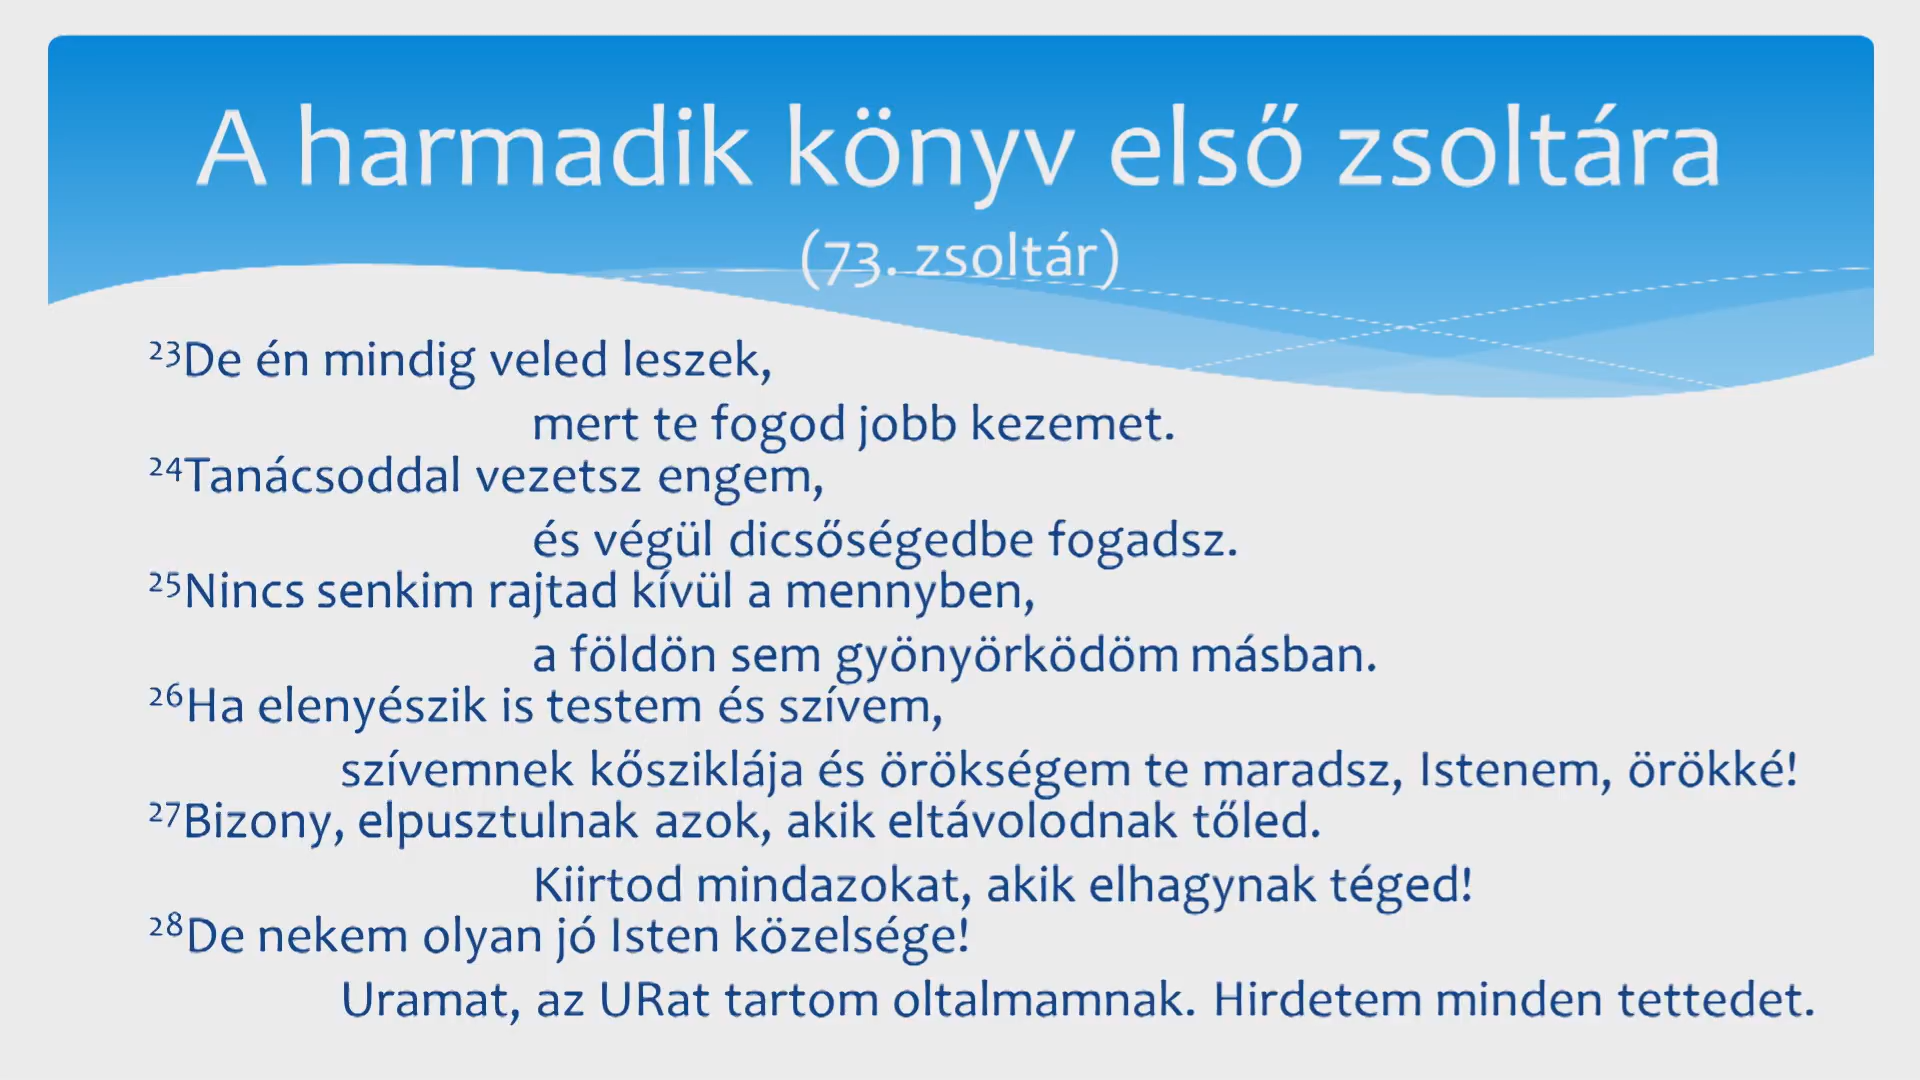 A harmadik könyv első zsoltára
(73. zsoltár)
²³De én mindig veled leszek,
mert te fogod jobb kezemet.
²⁴Tanácsoddal vezetsz engem,
és végül dicsőségedbe fogadsz.
²⁵Nincs senkim rajtad kívül a mennyben,
a földön sem gyönyörködöm másban.
²⁶Ha elenyészik is testem és szívem,
szívemnek kősziklája és örökségem te maradsz, Istenem, örökké!
²⁷Bizony, elpusztulnak azok, akik eltávolodnak tőled.
Kiirtod mindazokat, akik elhagynak téged!
²⁸De nekem olyan jó Isten közelsége!
Uramat, az URat tartom oltalmamnak. Hirdetem minden tettedet.